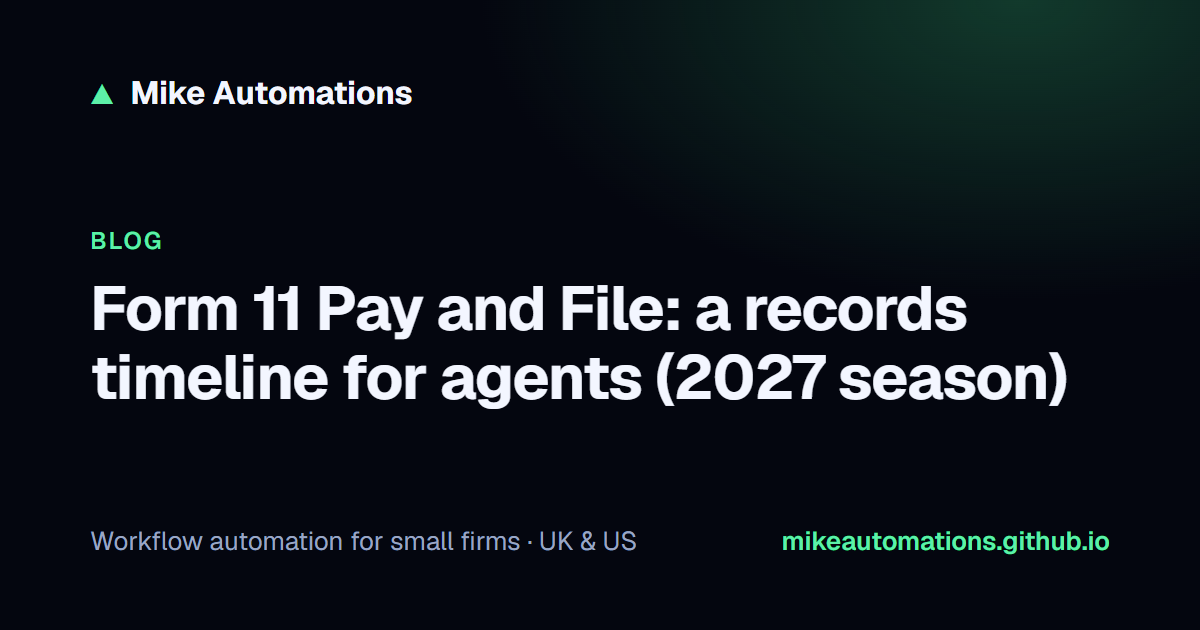 Mike Automations
BLOG
Form 11 Pay and File: a records
timeline for agents (2027 season)
Workflow automation for small firms · UK & US
mikeautomations.github.io